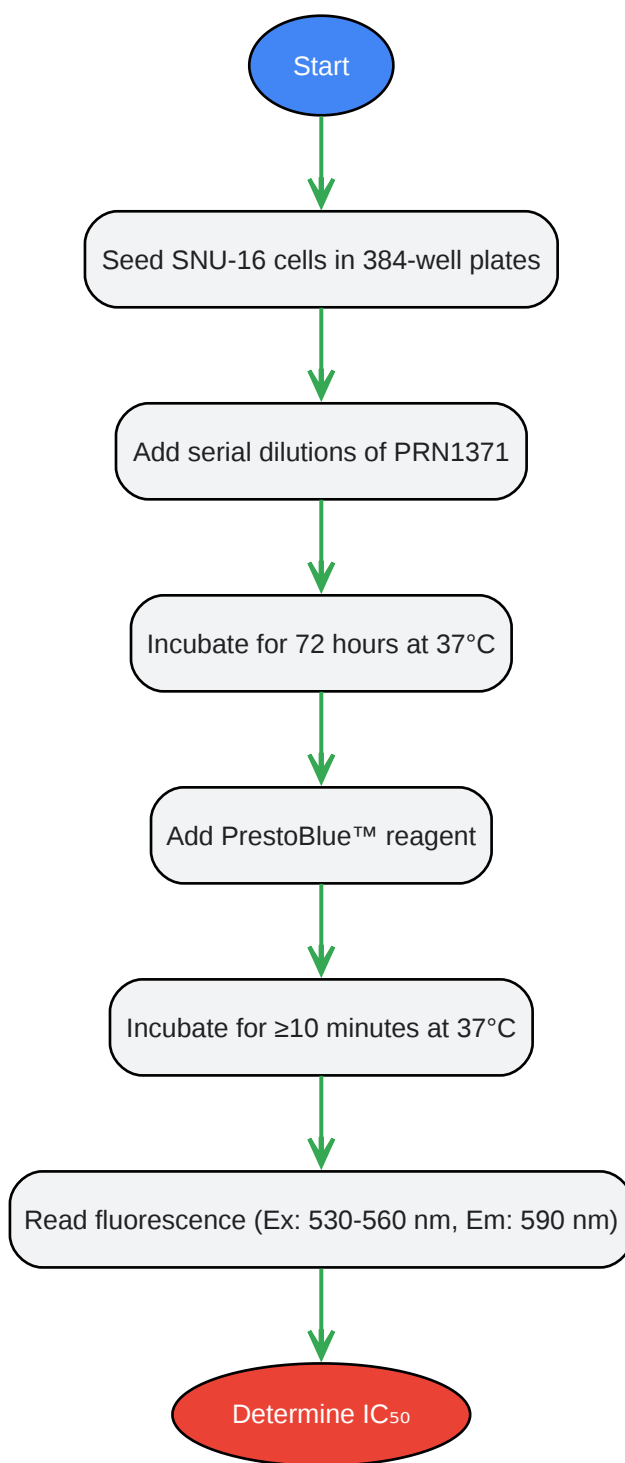 Start
Seed SNU-16 cells in 384-well plates
Add serial dilutions of PRN1371
Incubate for 72 hours at 37°C
Add PrestoBlue™ reagent
Incubate for ≥10 minutes at 37°C
Read fluorescence (Ex: 530-560 nm, Em: 590 nm)
Determine IC₅₀